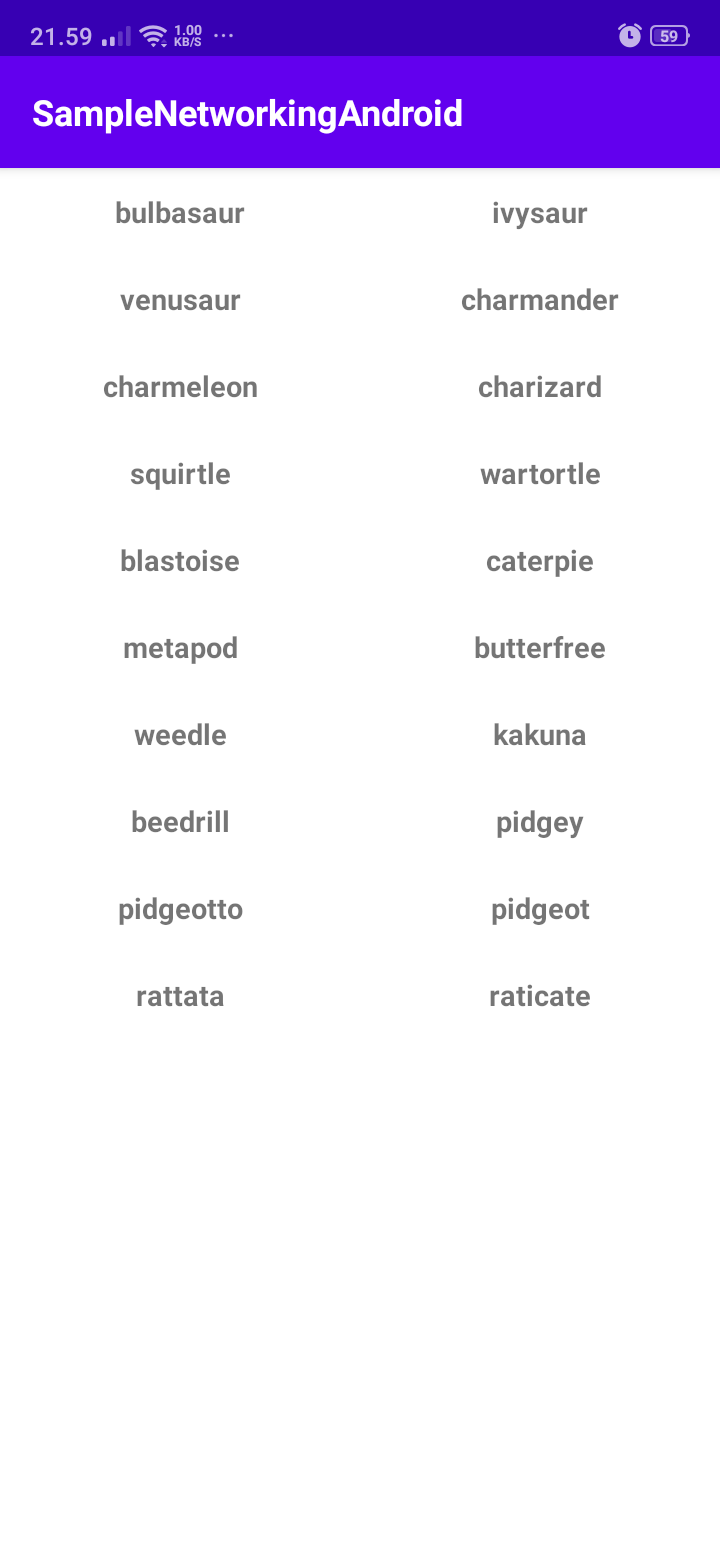 21.59 1.00 KB/S ... 59
SampleNetworkingAndroid
bulbasaur ivysaur
venusaur charmander
charmeleon charizard
squirtle wartortle
blastoise caterpie
metapod butterfree
weedle kakuna
beedrill pidgey
pidgeotto pidgeot
rattata raticate